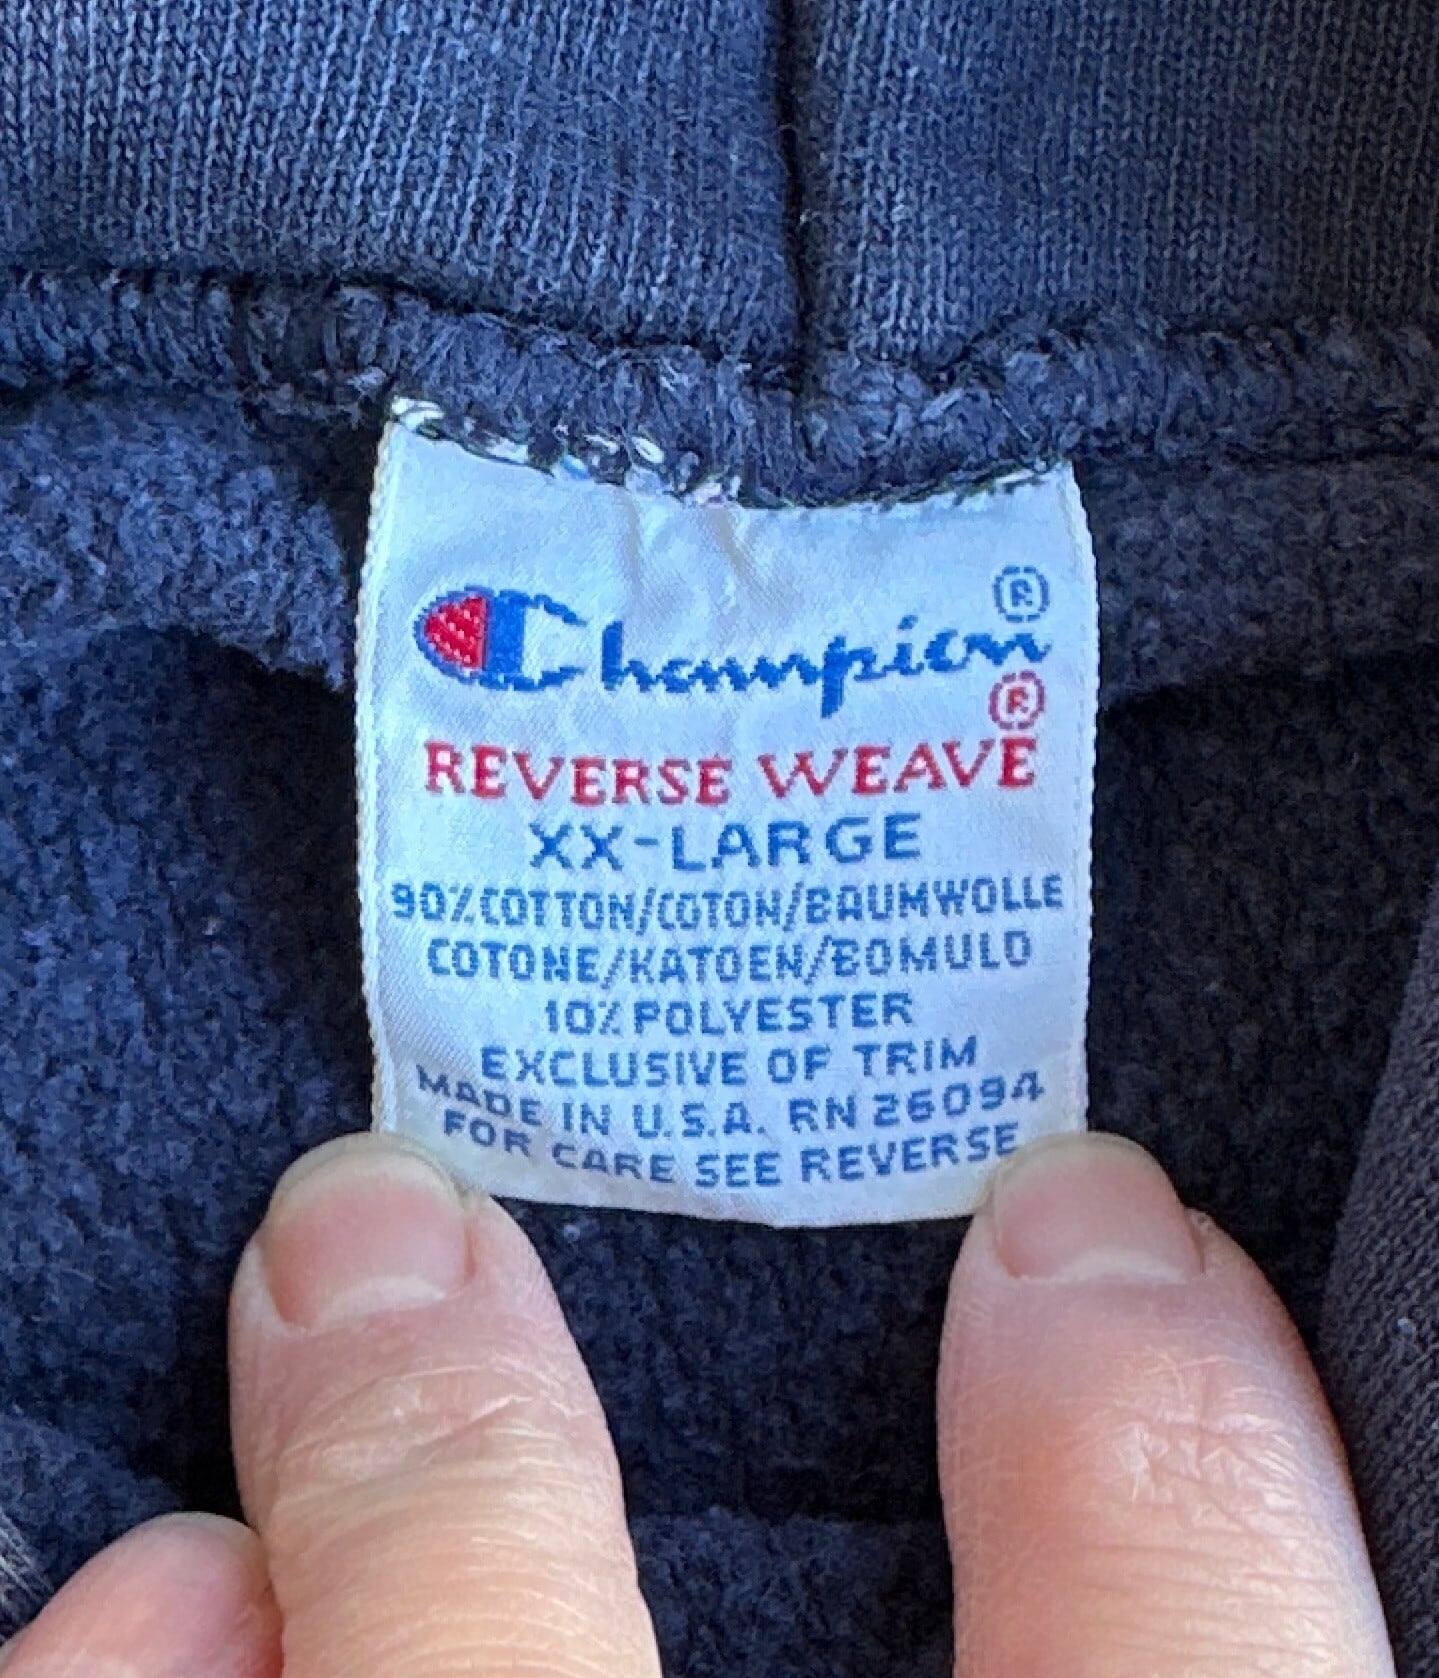 Champion®
REVERSE WEAVE®
XX-LARGE
90% COTTON/COTON/BAUMWOLLE
COTONE/KATOEN/BOMULD
10% POLYESTER
EXCLUSIVE OF TRIM
MADE IN U.S.A. RN 26094
FOR CARE SEE REVERSE